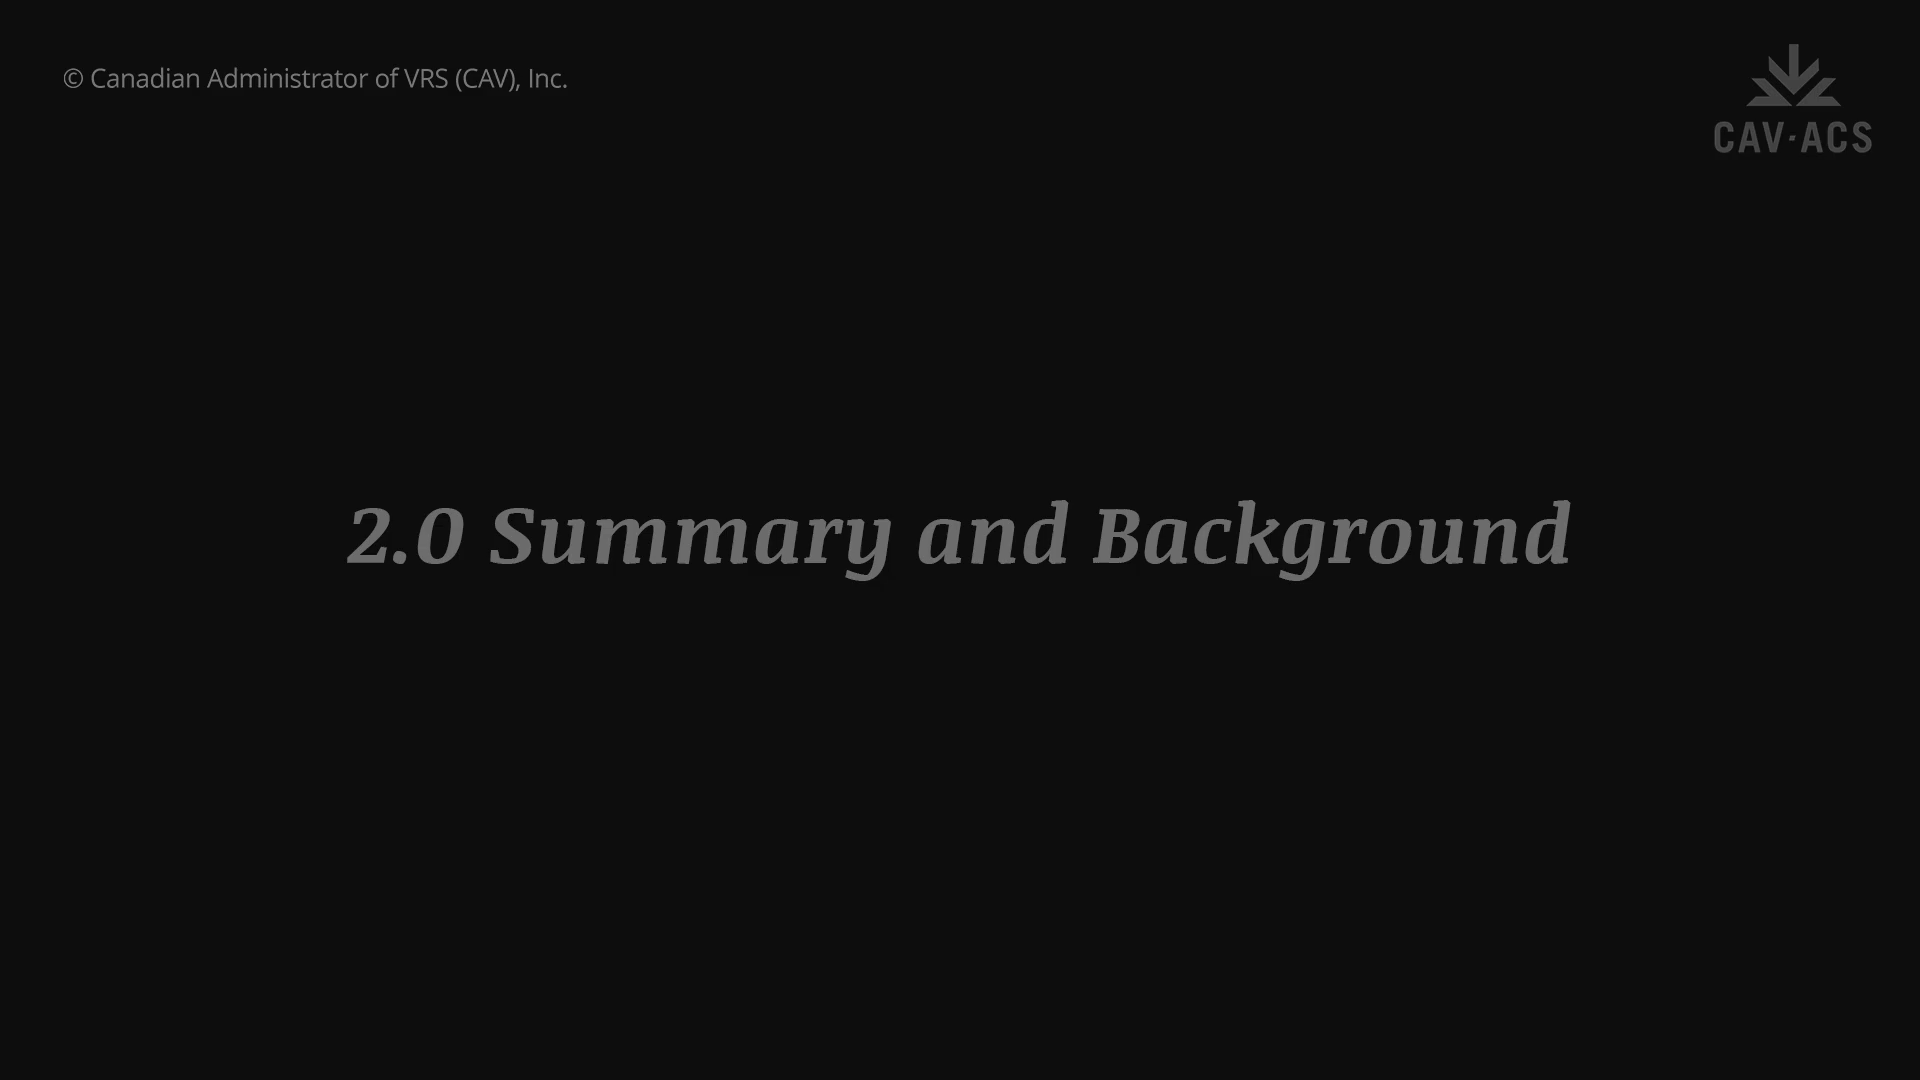 © Canadian Administrator of VRS (CAV), Inc.
CAV·ACS
2.0 Summary and Background